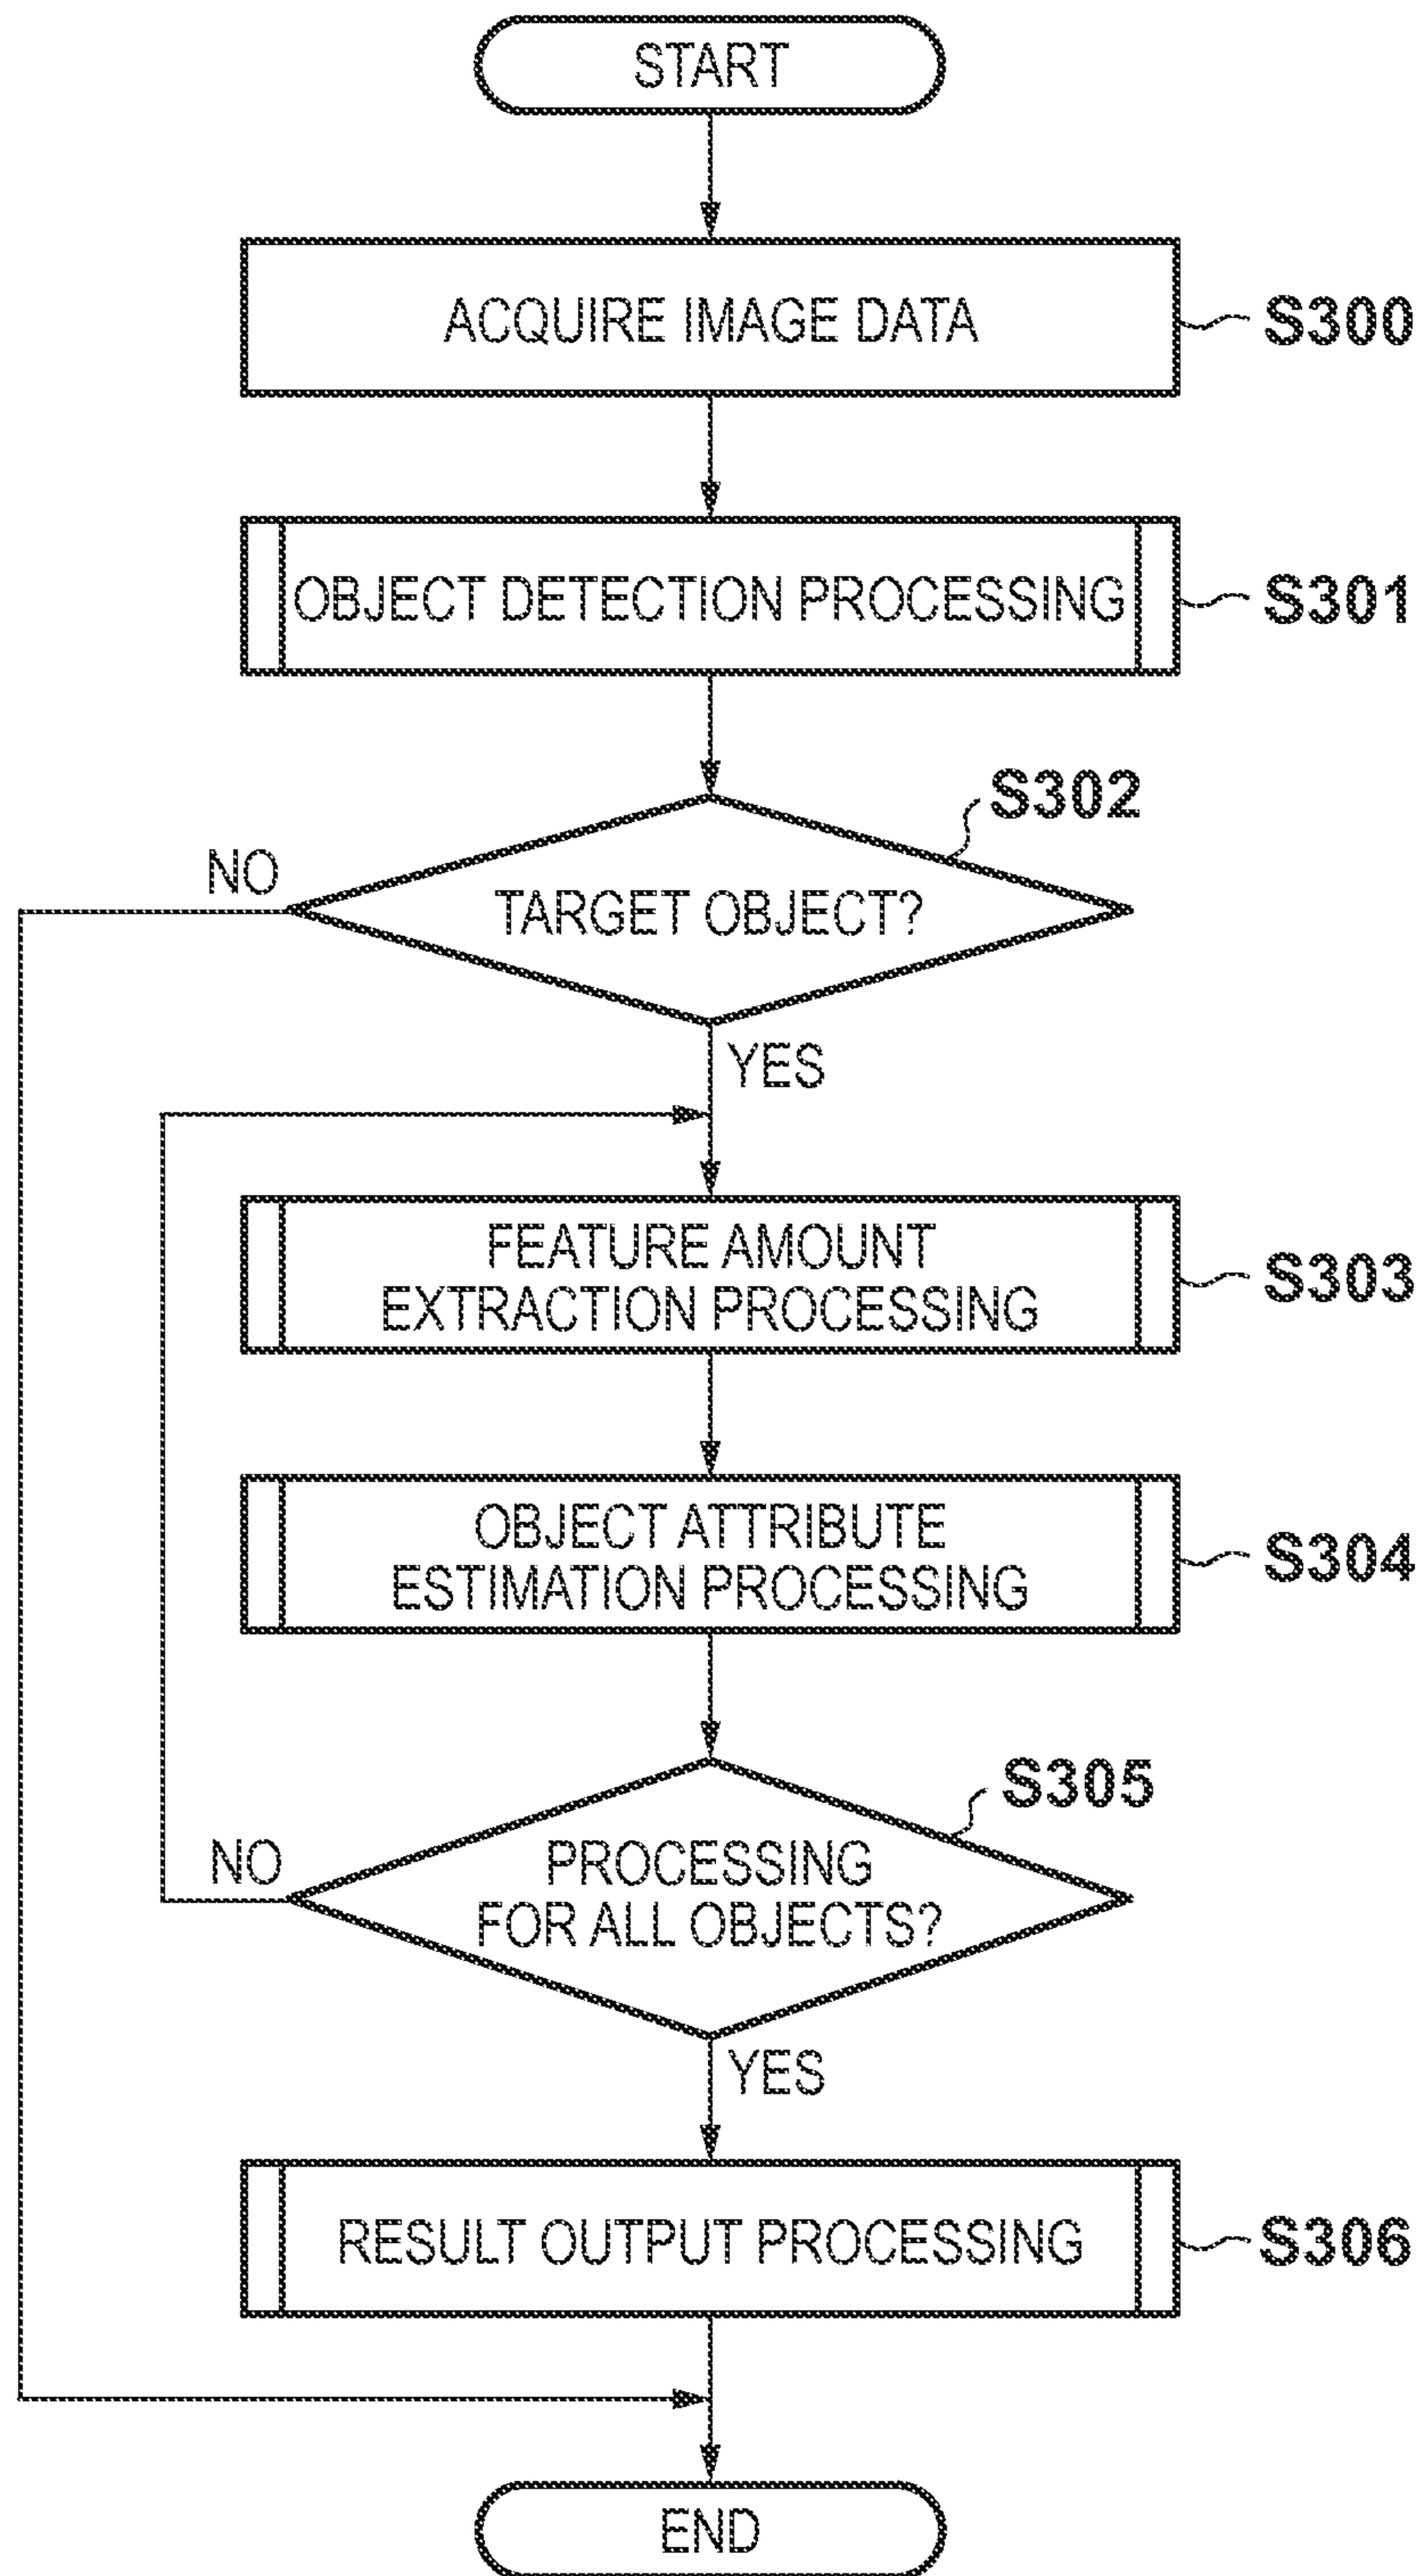 START
ACQUIRE IMAGE DATA
S300
OBJECT DETECTION PROCESSING
S301
S302
NO
TARGET OBJECT?
YES
FEATURE AMOUNT
EXTRACTION PROCESSING
S303
OBJECT ATTRIBUTE
ESTIMATION PROCESSING
S304
S305
NO
PROCESSING
FOR ALL OBJECTS?
YES
RESULT OUTPUT PROCESSING
S306
END